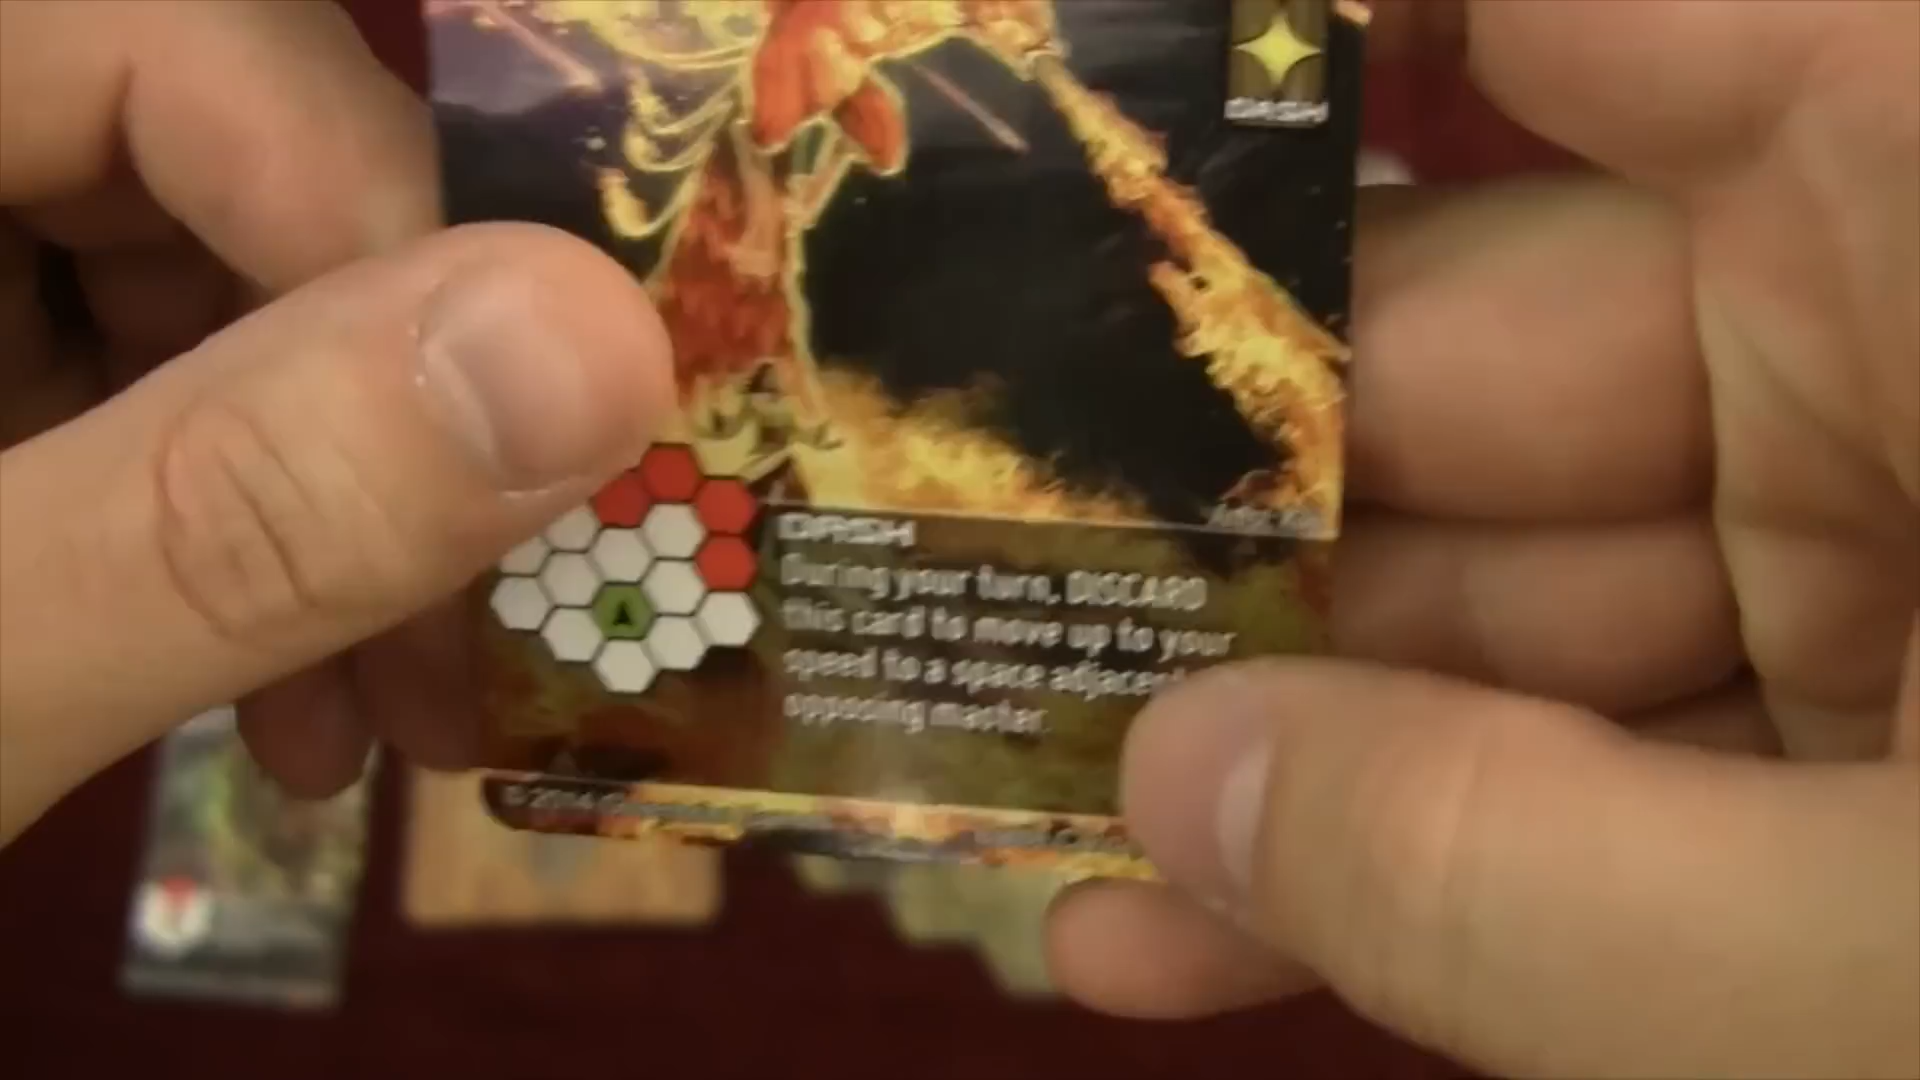 DASH
DASH
During your turn, DISCARD
this card to move up to your
speed to a space adjacent
opposing master.
© 2014